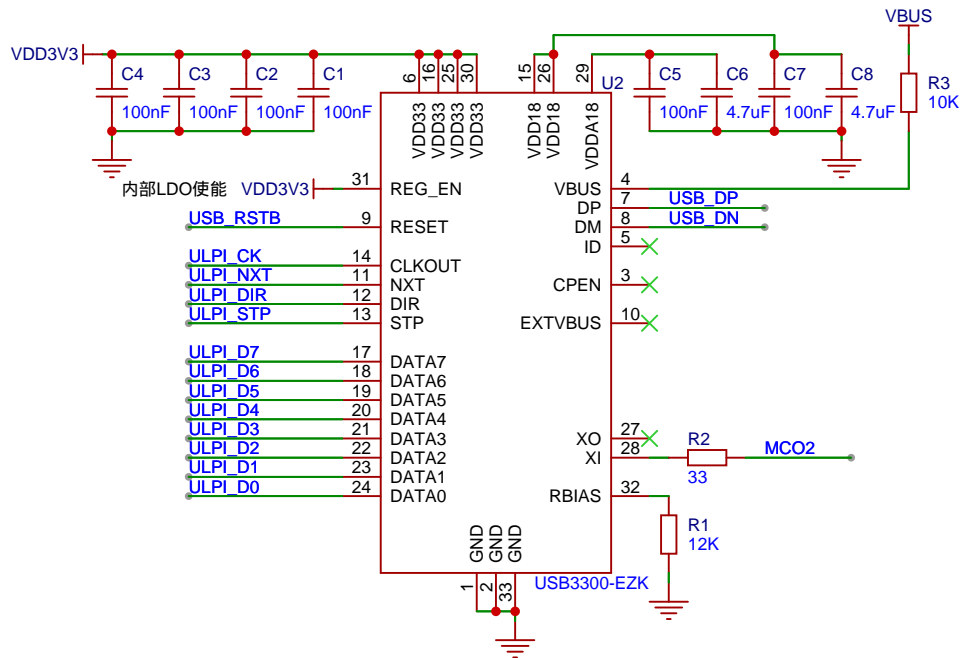 VBUS
VDD3V3
C4
C3
C2
C1
100nF
100nF
100nF
100nF
6
16
25
30
15
26
29
U2
C5
C6
C7
C8
100nF
4.7uF
100nF
4.7uF
R3
10K
VDD33
VDD33
VDD33
VDD33
VDD18
VDD18
VDDA18
内部LDO使能 VDD3V3
31
REG_EN
VBUS
4
DP
7
USB_DP
USB_RSTB
9
RESET
DM
8
USB_DN
ID
5
ULPI_CK
14
CLKOUT
ULPI_NXT
11
NXT
CPEN
3
ULPI_DIR
12
DIR
ULPI_STP
13
STP
EXTVBUS
10
ULPI_D7
17
DATA7
ULPI_D6
18
DATA6
ULPI_D5
19
DATA5
ULPI_D4
20
DATA4
ULPI_D3
21
DATA3
XO
27
ULPI_D2
22
DATA2
XI
28
R2
33
MCO2
ULPI_D1
23
DATA1
ULPI_D0
24
DATA0
RBIAS
32
R1
12K
GND
GND
GND
1
2
33
USB3300-EZK